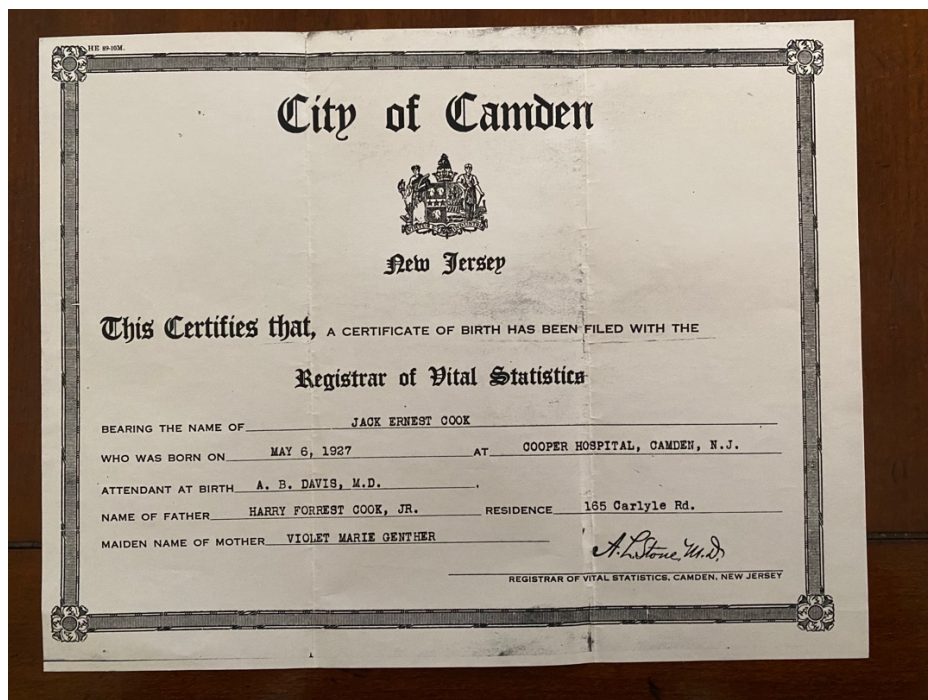 HE 89-10M.
City of Camden
New Jersey
This Certifies that, A CERTIFICATE OF BIRTH HAS BEEN FILED WITH THE
Registrar of Vital Statistics
BEARING THE NAME OF JACK ERNEST COOK
WHO WAS BORN ON MAY 6, 1927 AT COOPER HOSPITAL, CAMDEN, N.J.
ATTENDANT AT BIRTH A. B. DAVIS, M.D.
NAME OF FATHER HARRY FORREST COOK, JR. RESIDENCE 165 Carlyle Rd.
MAIDEN NAME OF MOTHER VIOLET MARIE GENTHER
A. L. Stone, M.D.
REGISTRAR OF VITAL STATISTICS, CAMDEN, NEW JERSEY